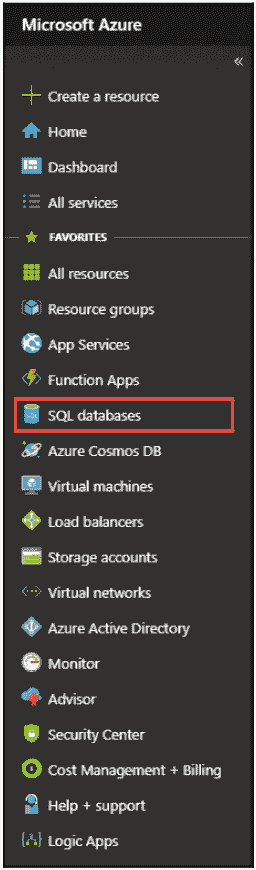 Microsoft Azure
«
Create a resource
Home
Dashboard
All services
FAVORITES
All resources
Resource groups
App Services
Function Apps
SQL databases
Azure Cosmos DB
Virtual machines
Load balancers
Storage accounts
Virtual networks
Azure Active Directory
Monitor
Advisor
Security Center
Cost Management + Billing
Help + support
Logic Apps